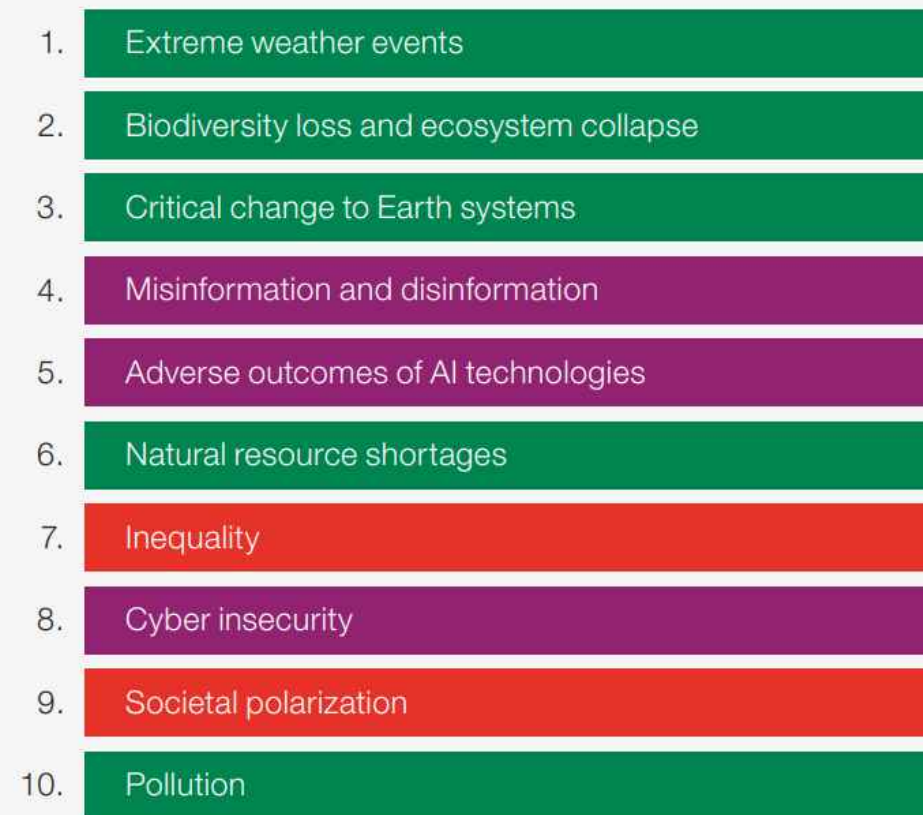 1. Extreme weather events
2. Biodiversity loss and ecosystem collapse
3. Critical change to Earth systems
4. Misinformation and disinformation
5. Adverse outcomes of AI technologies
6. Natural resource shortages
7. Inequality
8. Cyber insecurity
9. Societal polarization
10. Pollution